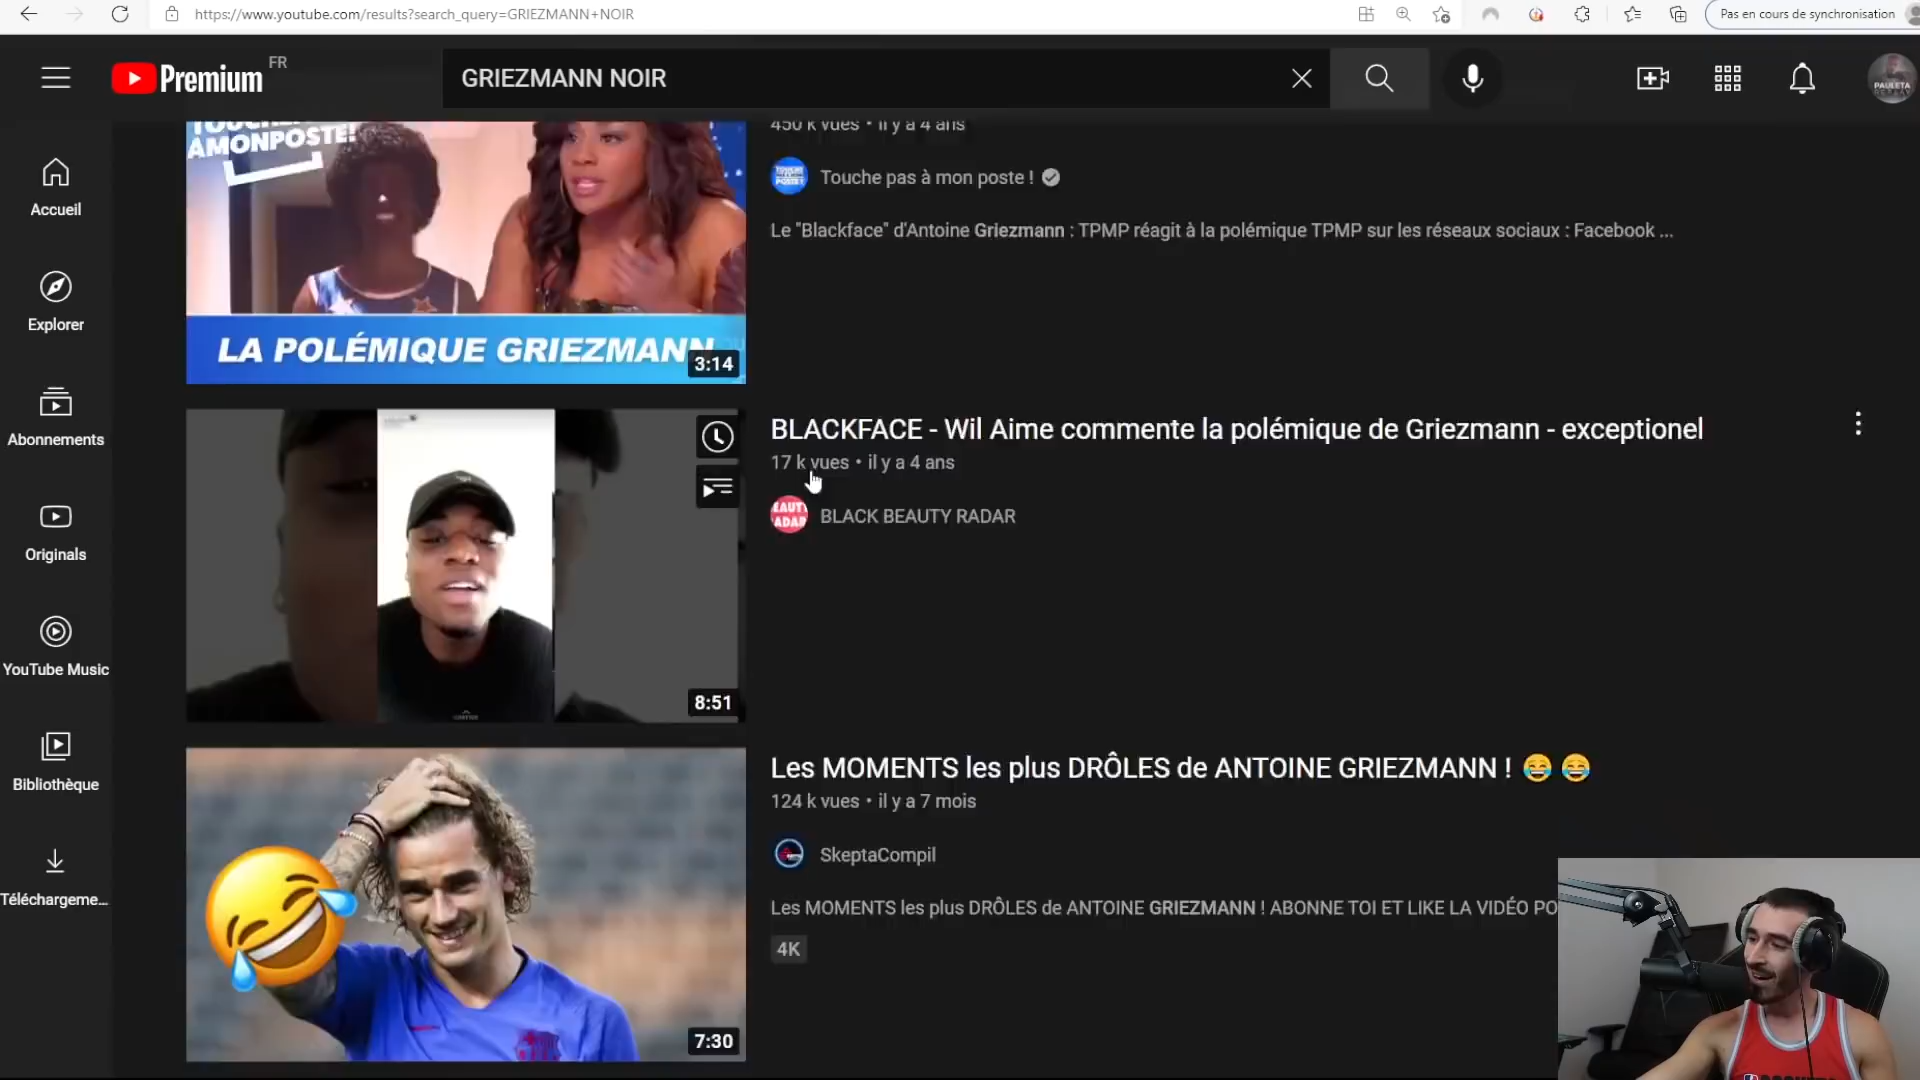 https://www.youtube.com/results?search_query=GRIEZMANN+NOIR
Pas en cours de synchronisation
Premium FR
GRIEZMANN NOIR
PAULETA
Accueil
Explorer
Abonnements
Originals
YouTube Music
Bibliothèque
Téléchargeme...
AMONPOSTE!
LA POLÉMIQUE GRIEZMANN
3:14
450 k vues • il y a 4 ans
Touche pas à mon poste !
Le "Blackface" d'Antoine Griezmann : TPMP réagit à la polémique TPMP sur les réseaux sociaux : Facebook ...
8:51
BLACKFACE - Wil Aime commente la polémique de Griezmann - exceptionel
17 k vues • il y a 4 ans
BLACK BEAUTY RADAR
7:30
Les MOMENTS les plus DRÔLES de ANTOINE GRIEZMANN ! 😂 😂
124 k vues • il y a 7 mois
SkeptaCompil
Les MOMENTS les plus DRÔLES de ANTOINE GRIEZMANN ! ABONNE TOI ET LIKE LA VIDÉO PO
4K